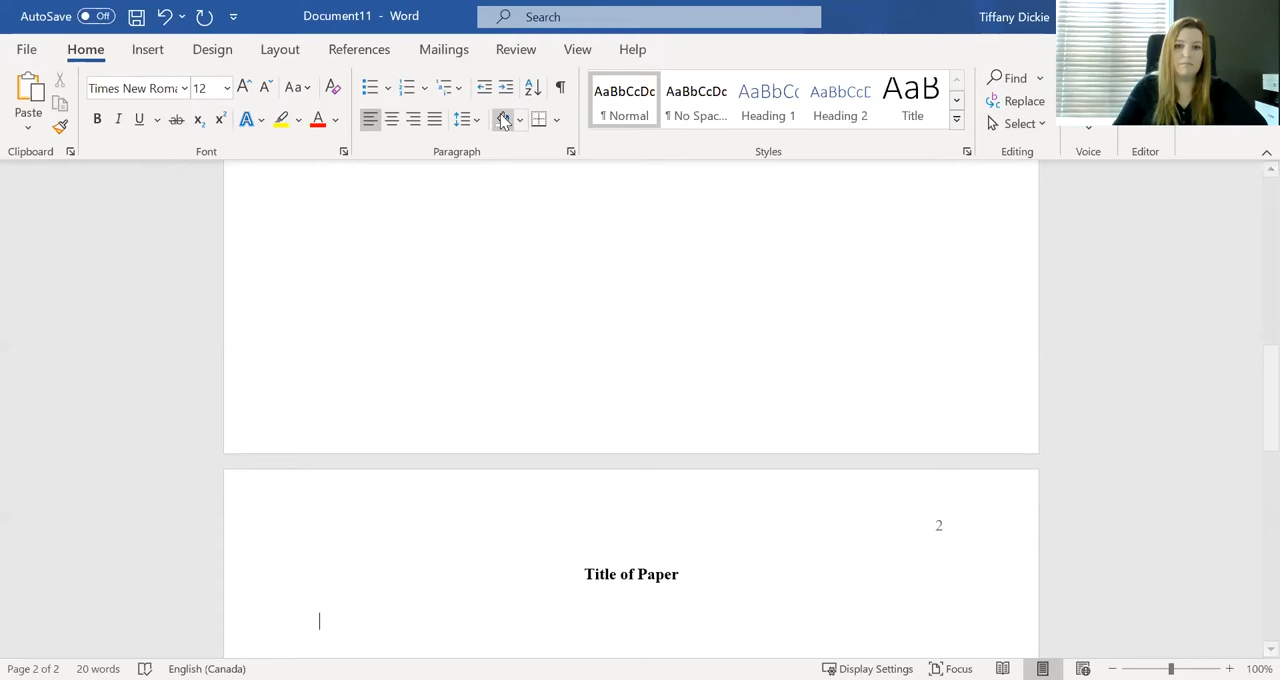 AutoSave Off Document11 - Word Search Tiffany Dickie
File Home Insert Design Layout References Mailings Review View Help
Times New Roma 12 Aa AaBbCcDc AaBbCcDc AaBbCc AaBbCcD AaB Find
Paste ¶ Normal ¶ No Spac... Heading 1 Heading 2 Title Replace
Select
Clipboard Font Paragraph Styles Editing Voice Editor
2
Title of Paper
Page 2 of 2 20 words English (Canada) Display Settings Focus 100%